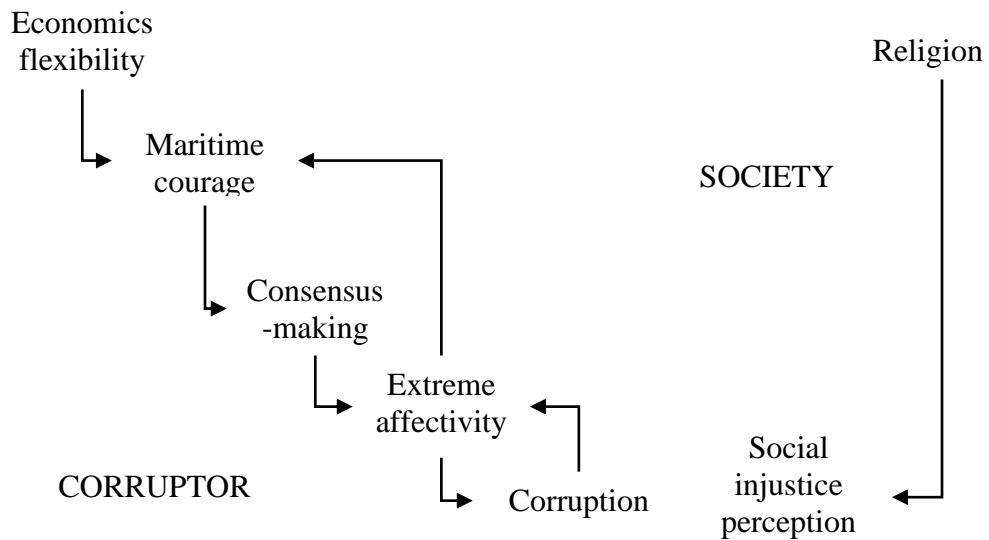 Economics
flexibility
Religion
Maritime
courage
SOCIETY
Consensus
-making
Extreme
affectivity
Social
injustice
perception
CORRUPTOR
Corruption